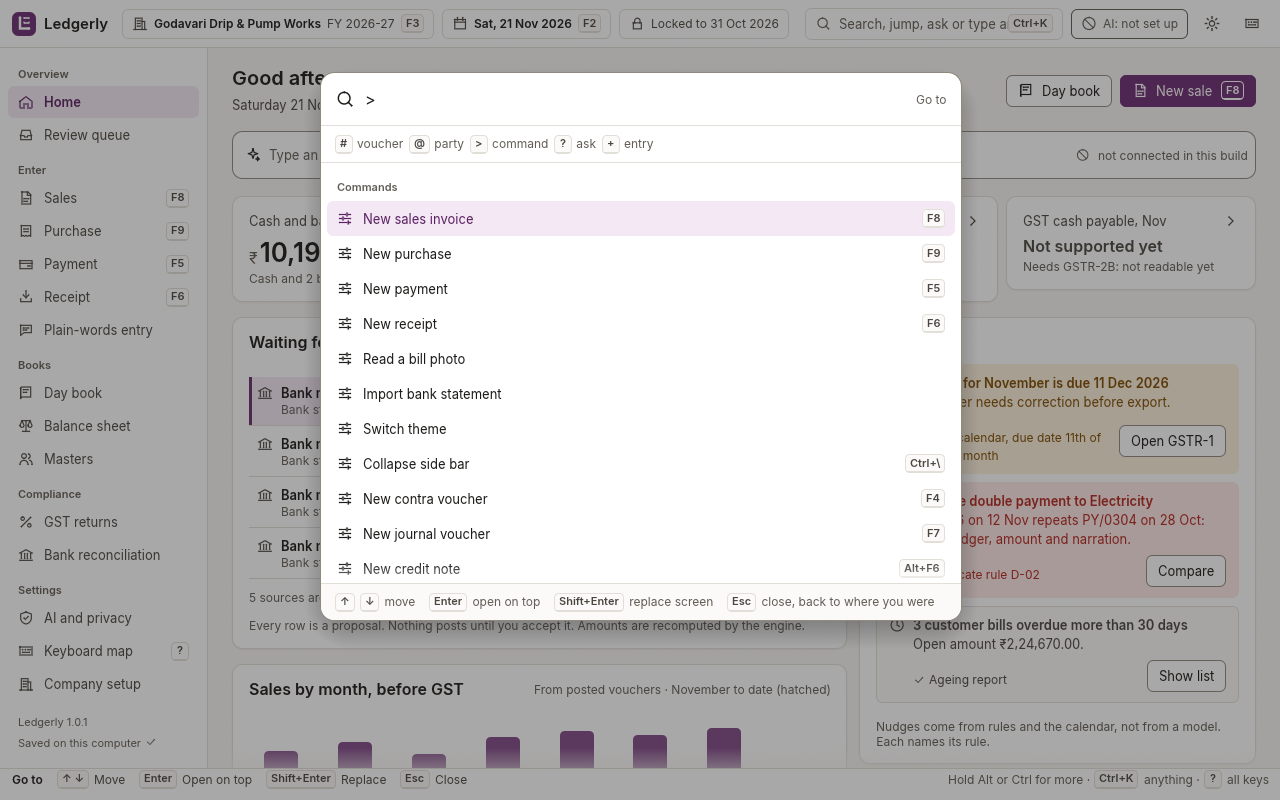 Ledgerly
Godavari Drip & Pump Works FY 2026-27 F3
Sat, 21 Nov 2026 F2
Locked to 31 Oct 2026
Search, jump, ask or type a Ctrl+K
AI: not set up
Overview
Home
Review queue
Enter
Sales F8
Purchase F9
Payment F5
Receipt F6
Plain-words entry
Books
Day book
Balance sheet
Masters
Compliance
GST returns
Bank reconciliation
Settings
AI and privacy
Keyboard map ?
Company setup
Ledgerly 1.0.1
Saved on this computer
Good afte
Saturday 21 No
Day book
New sale F8
Type an
not connected in this build
Cash and ba
₹10,19
Cash and 2 b
GST cash payable, Nov
Not supported yet
Needs GSTR-2B: not readable yet
> Go to
# voucher @ party > command ? ask + entry
Commands
New sales invoice F8
New purchase F9
New payment F5
New receipt F6
Read a bill photo
Import bank statement
Switch theme
Collapse side bar Ctrl+\
New contra voucher F4
New journal voucher F7
New credit note Alt+F6
↑ ↓ move Enter open on top Shift+Enter replace screen Esc close, back to where you were
Waiting fo
Bank
Bank st
Bank
Bank st
Bank
Bank st
Bank
Bank st
5 sources ar
Every row is a proposal. Nothing posts until you accept it. Amounts are recomputed by the engine.
Sales by month, before GST
From posted vouchers · November to date (hatched)
for November is due 11 Dec 2026
er needs correction before export.
calendar, due date 11th of
month
Open GSTR-1
e double payment to Electricity
on 12 Nov repeats PY/0304 on 28 Oct:
dger, amount and narration.
cate rule D-02
Compare
3 customer bills overdue more than 30 days
Open amount ₹2,24,670.00.
Ageing report
Show list
Nudges come from rules and the calendar, not from a model.
Each names its rule.
Go to ↑ ↓ Move Enter Open on top Shift+Enter Replace Esc Close
Hold Alt or Ctrl for more · Ctrl+K anything · ? all keys